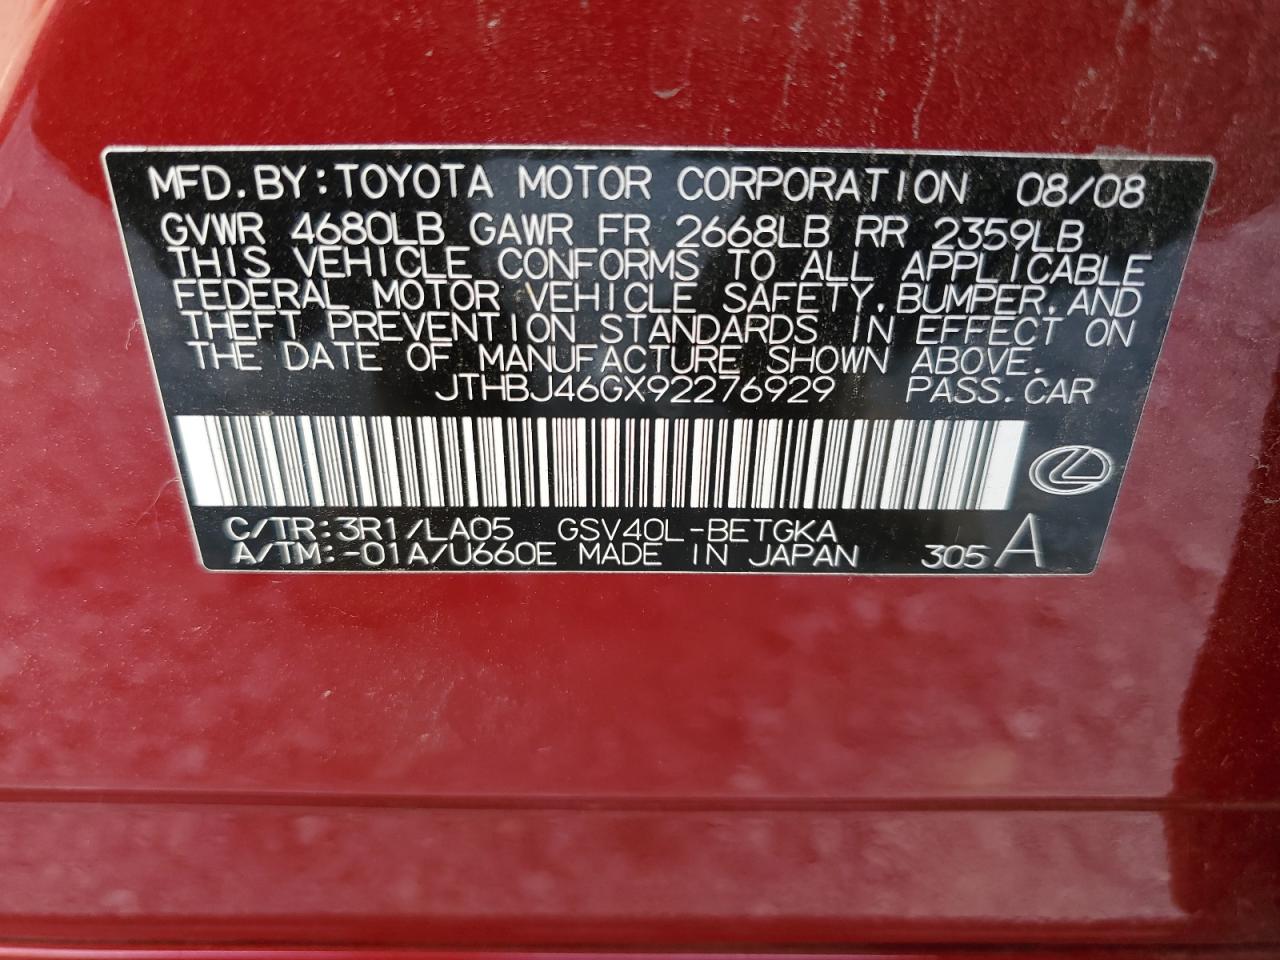 MFD.BY:TOYOTA MOTOR CORPORATION 08/08
GVWR 4680LB GAWR FR 2668LB RR 2359LB
THIS VEHICLE CONFORMS TO ALL APPLICABLE
FEDERAL MOTOR VEHICLE SAFETY,BUMPER,AND
THEFT PREVENTION STANDARDS IN EFFECT ON
THE DATE OF MANUFACTURE SHOWN ABOVE.
JTHBJ46GX92276929 PASS.CAR
C/TR:3R1/LA05 GSV40L-BETGKA
A/TM:-01A/U660E MADE IN JAPAN 305 A